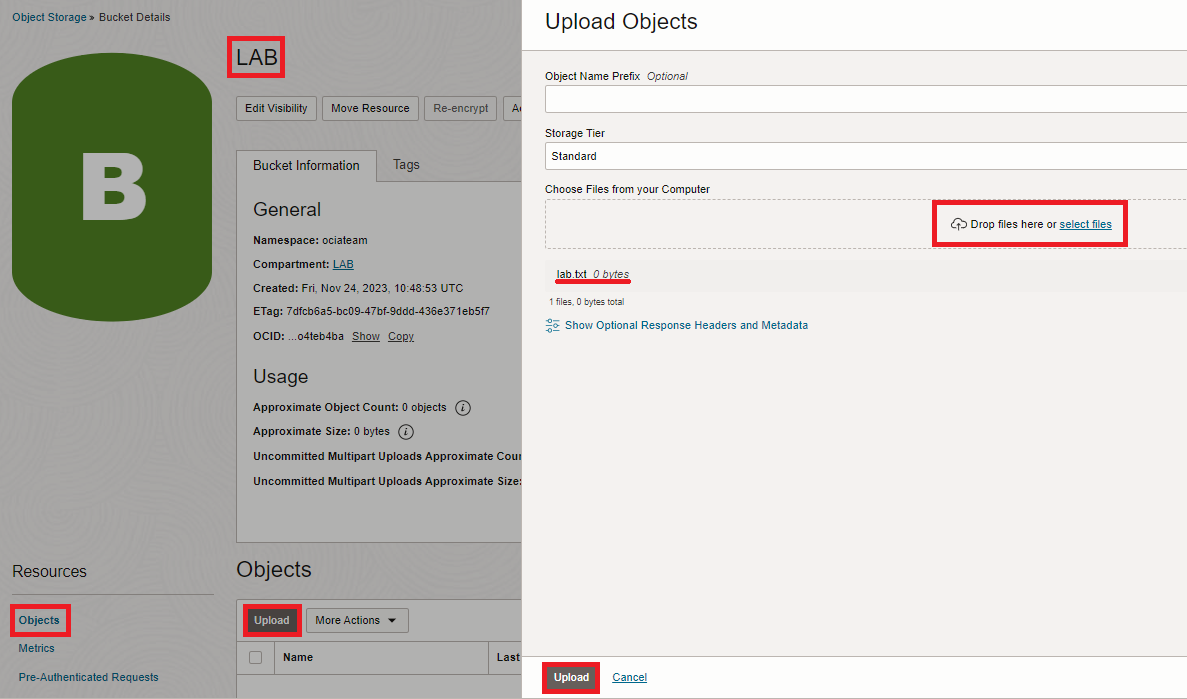 Object Storage » Bucket Details
B
LAB
Edit Visibility
Move Resource
Re-encrypt
Bucket Information
Tags
General
Namespace: ociateam
Compartment: LAB
Created: Fri, Nov 24, 2023, 10:48:53 UTC
ETag: 7dfcb6a5-bc09-47bf-9ddd-436e371eb5f7
OCID: ...o4teb4ba Show Copy
Usage
Approximate Object Count: 0 objects
Approximate Size: 0 bytes
Uncommitted Multipart Uploads Approximate Coun
Uncommitted Multipart Uploads Approximate Size:
Resources
Objects
Metrics
Pre-Authenticated Requests
Objects
Upload
More Actions
Name
Last
Upload Objects
Object Name Prefix Optional
Storage Tier
Standard
Choose Files from your Computer
Drop files here or select files
lab.txt 0 bytes
1 files, 0 bytes total
Show Optional Response Headers and Metadata
Upload
Cancel